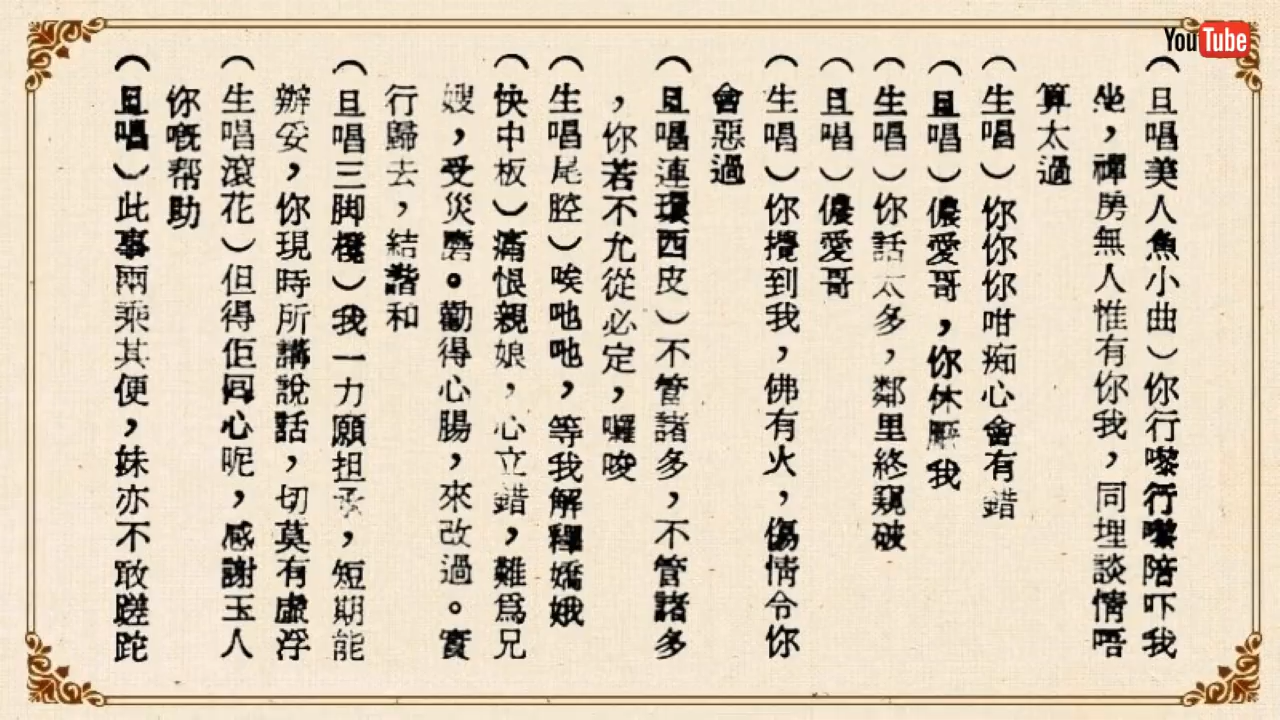 YouTube
（旦唱美人魚小曲）你行嚟行嚟陪吓我
坐，禪房無人惟有你我，同埋談情唔
算太過
（生唱）你你你咁痴心會有錯
（旦唱）儂愛哥，你休厭我
（生唱）你話太多，鄰里終窺破
（旦唱）儂愛哥
（生唱）你攪到我，佛有火，傷情令你
會惡過
（旦唱連環西皮）不管諸多，不管諸多
，你若不允從必定，囉唆
（生唱尾腔）唉吔吔，等我解釋嬌娥
（快中板）痛恨親娘，心立錯，難爲兄
嫂，受災磨。勸得心腸，來改過。實
行歸去，結諧和
（旦唱三脚櫈）我一力願担承，短期能
辦妥，你現時所講說話，切莫有虛浮
（生唱滾花）但得佢回心呢，感謝玉人
你嘅帮助
（旦唱）此事兩乘其便，妹亦不敢蹉跎